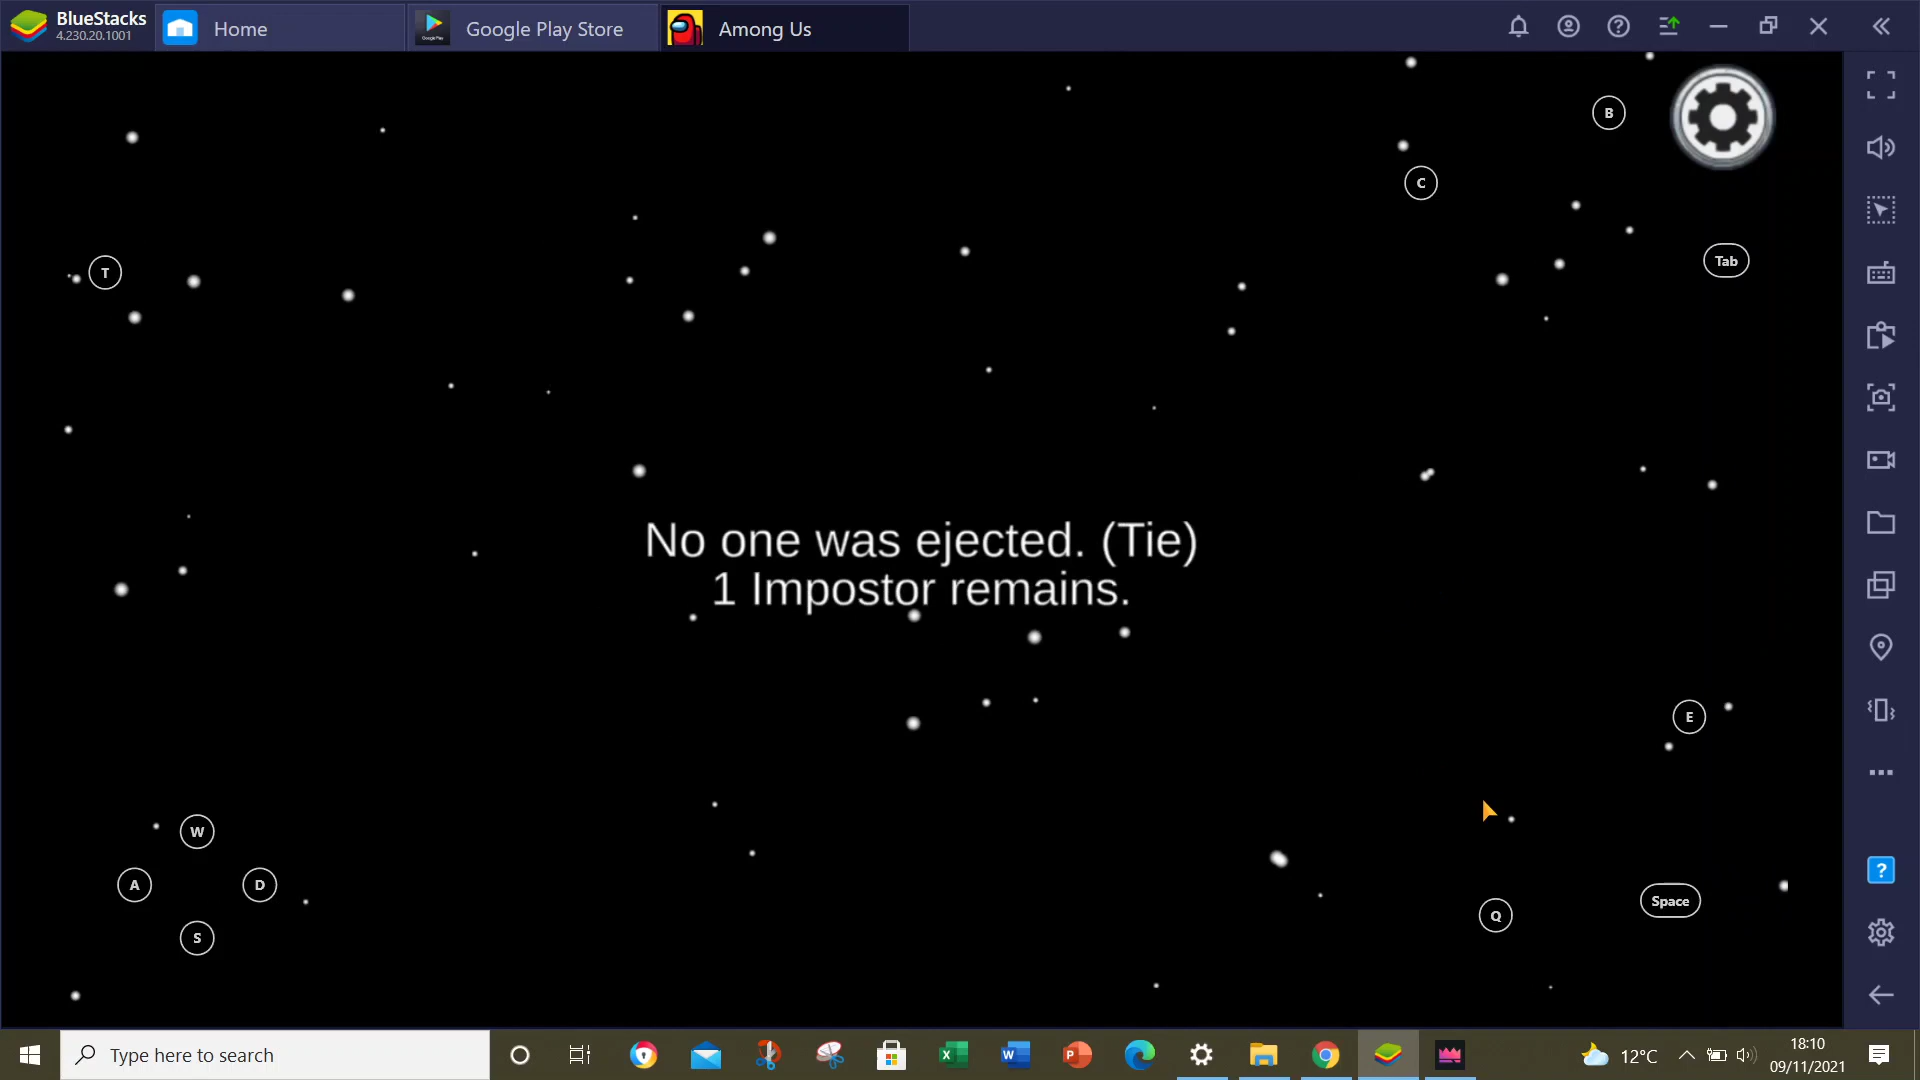 BlueStacks
4.230.20.1001
Home
Google Play Store
Among Us
B
C
T
Tab
No one was ejected. (Tie)
1 Impostor remains.
E
W
A
D
S
Q
Space
Type here to search
12°C
18:10
09/11/2021